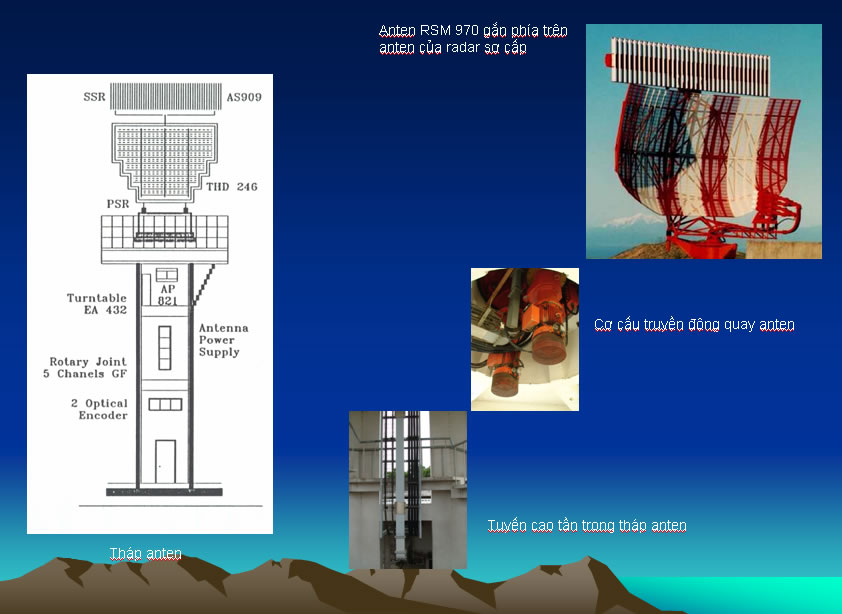 Anten RSM 970 gắn phía trên
anten của radar sơ cấp
SSR
AS909
THD 246
PSR
AP
821
Turntable
EA 432
Antenna
Power
Supply
Rotary Joint
5 Chanels GF
2 Optical
Encoder
Cơ cấu truyền động quay anten
Tuyến cao tần trong tháp anten
Tháp anten